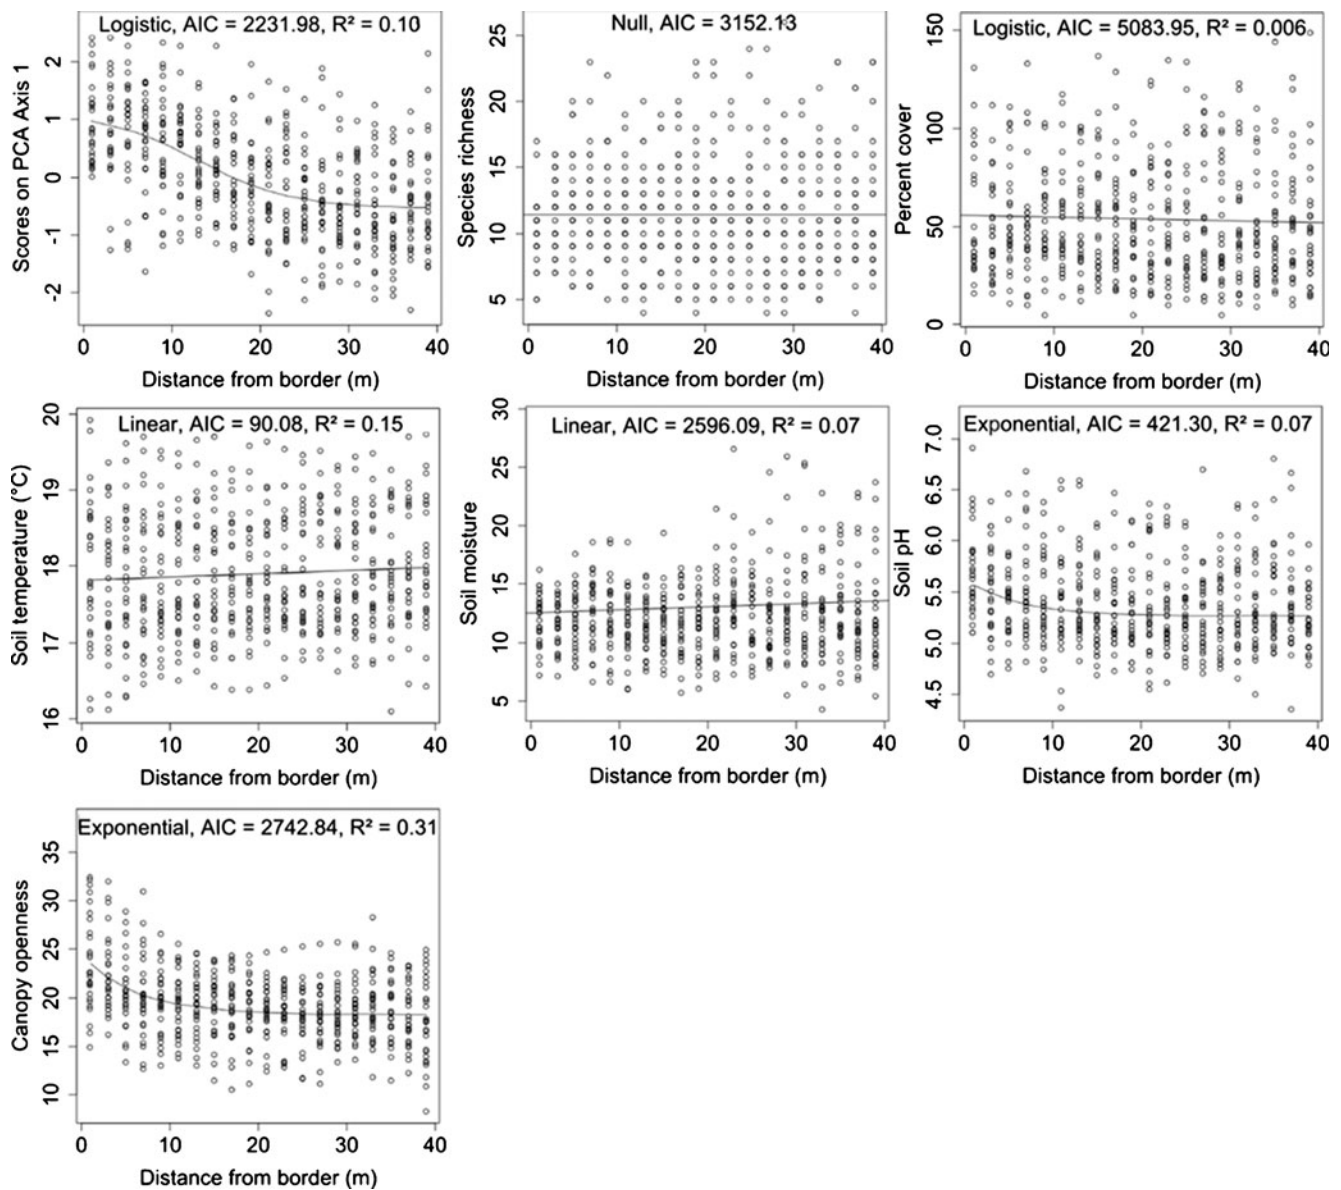 Logistic, AIC = 2231.98, R² = 0.10
Scores on PCA Axis 1
2
1
0
-1
-2
0 10 20 30 40
Distance from border (m)
Null, AIC = 3152.13
Species richness
25
20
15
10
5
0 10 20 30 40
Distance from border (m)
Logistic, AIC = 5083.95, R² = 0.006
Percent cover
150
100
50
0
0 10 20 30 40
Distance from border (m)
Linear, AIC = 90.08, R² = 0.15
Soil temperature (°C)
20
19
18
17
16
0 10 20 30 40
Distance from border (m)
Linear, AIC = 2596.09, R² = 0.07
Soil moisture
30
25
20
15
10
5
0 10 20 30 40
Distance from border (m)
Exponential, AIC = 421.30, R² = 0.07
Soil pH
7.0
6.5
6.0
5.5
5.0
4.5
0 10 20 30 40
Distance from border (m)
Exponential, AIC = 2742.84, R² = 0.31
Canopy openness
35
30
25
20
15
10
0 10 20 30 40
Distance from border (m)